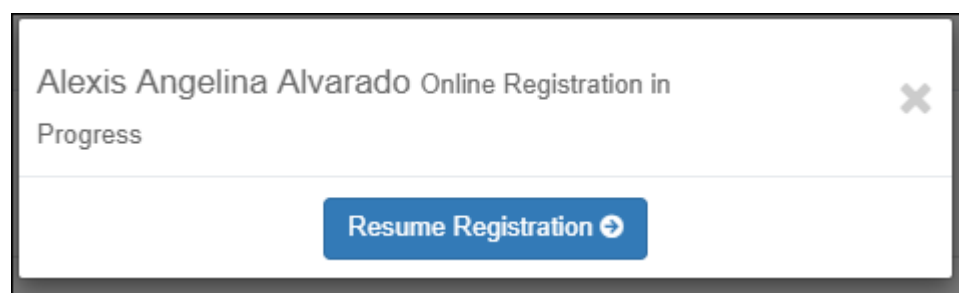 Alexis Angelina Alvarado Online Registration in
Progress
Resume Registration